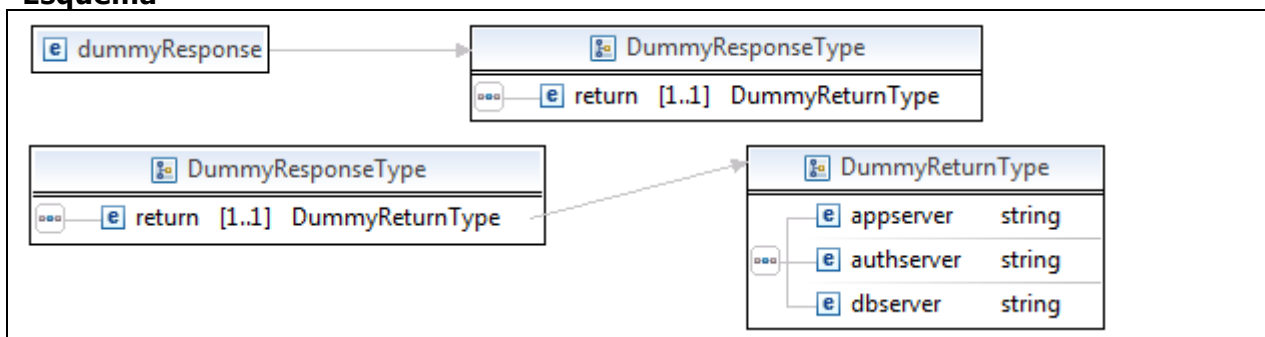 Esquema
e dummyResponse
DummyResponseType
e return [1..1] DummyReturnType
DummyResponseType
e return [1..1] DummyReturnType
DummyReturnType
e appserver string
e authserver string
e dbserver string